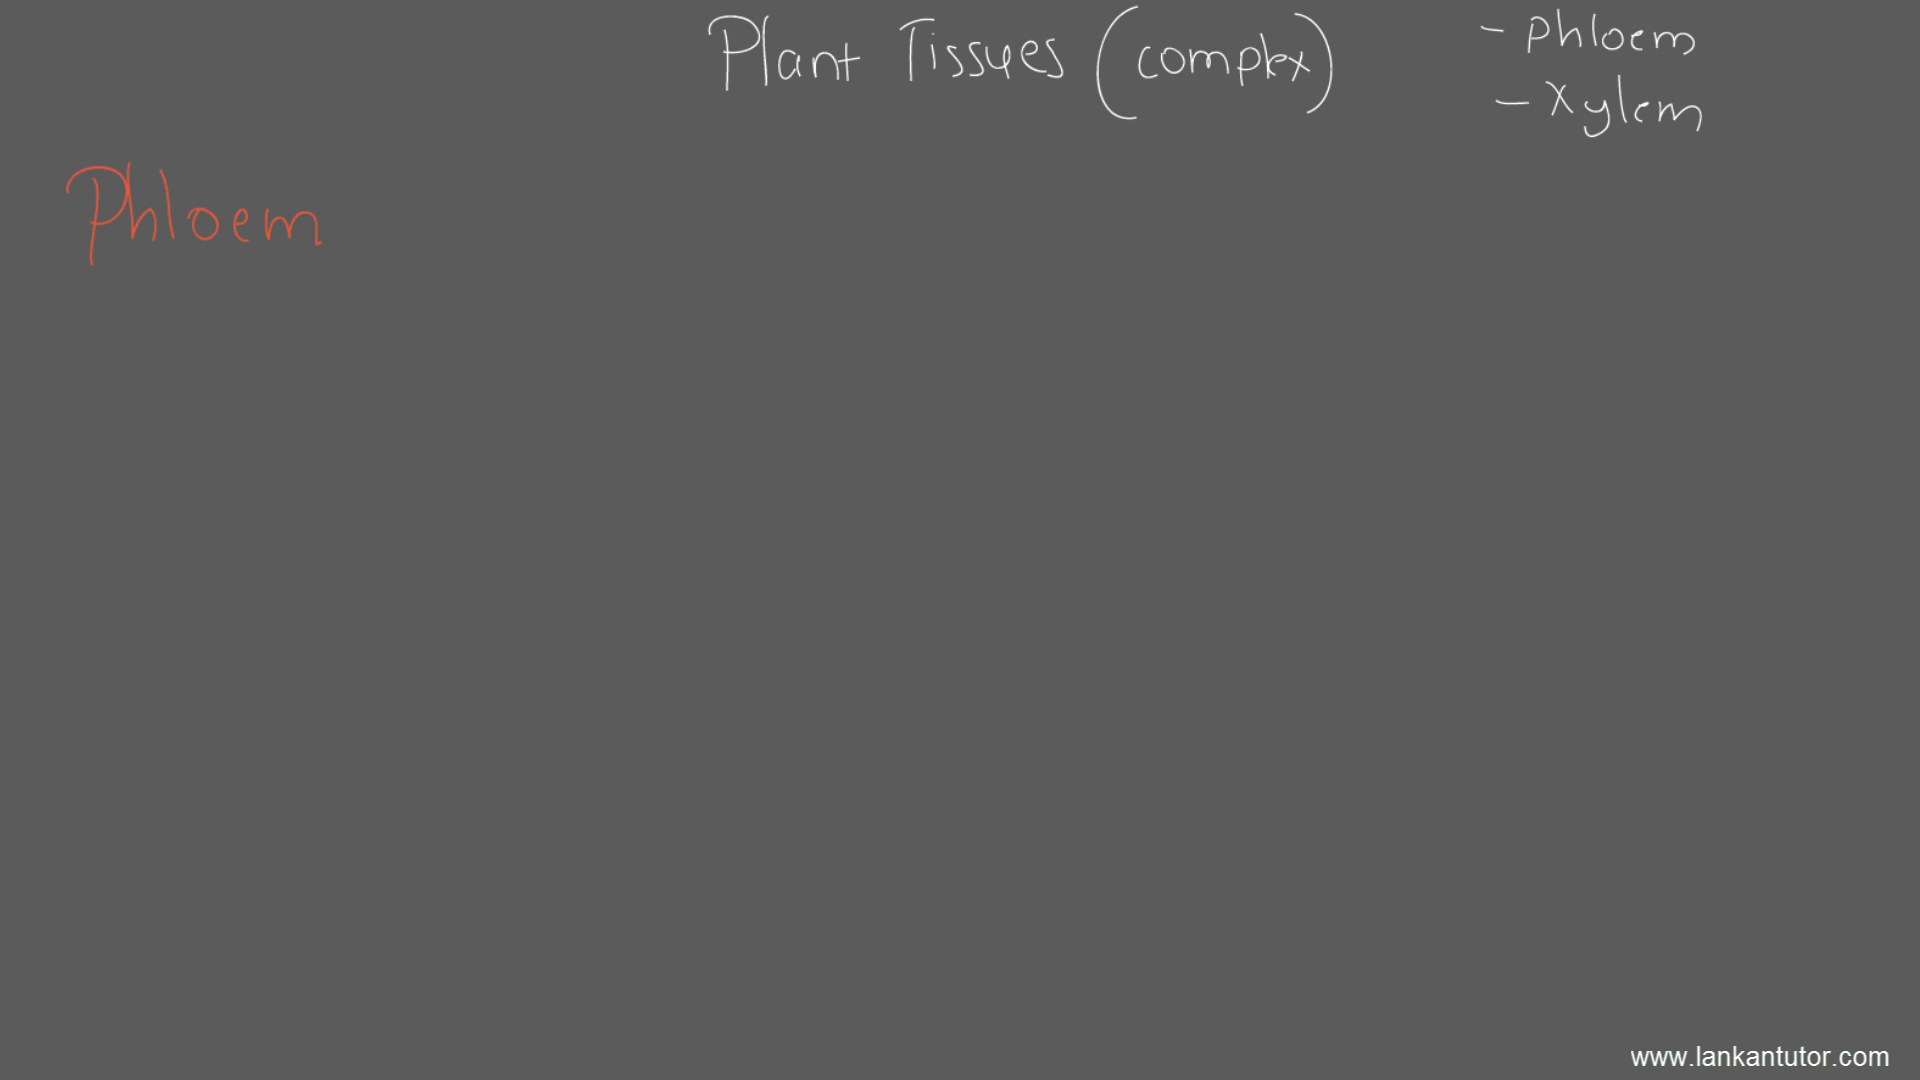 Plant Tissues (complex)
- Phloem
- Xylem
Phloem
www.lankantutor.com